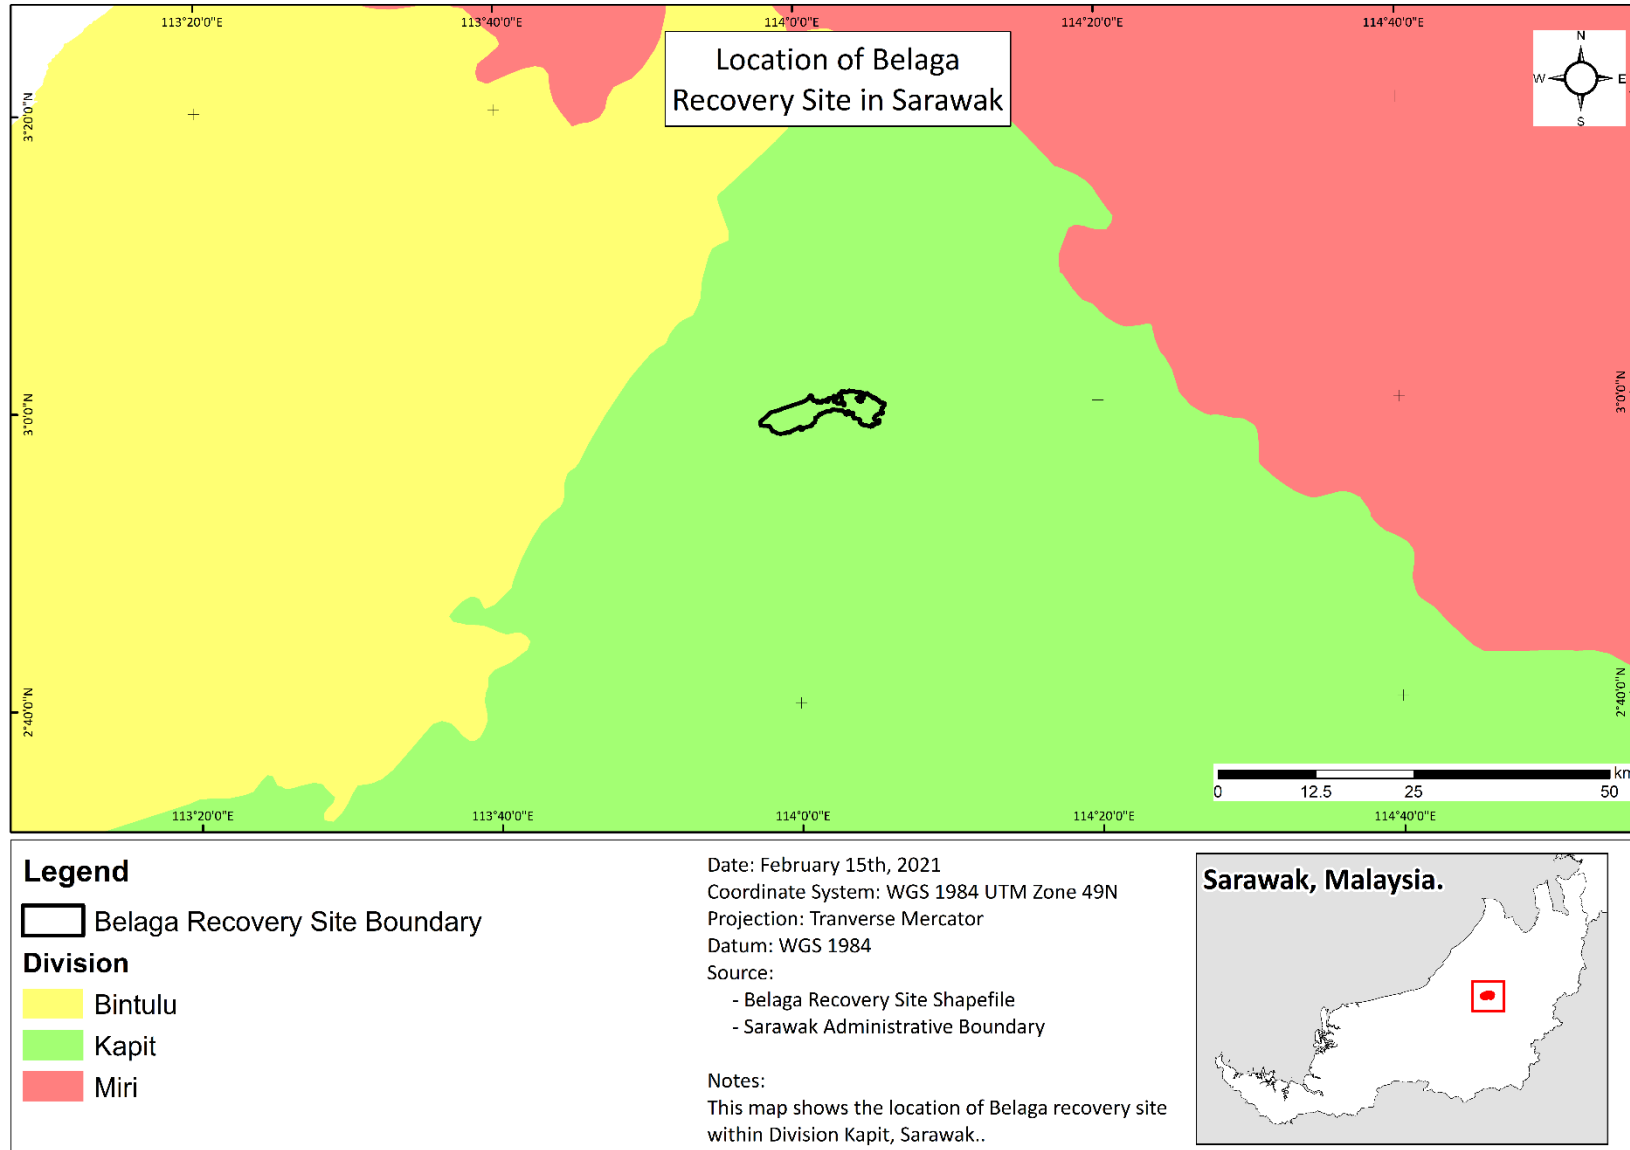 113°20'0"E
113°40'0"E
114°0'0"E
114°20'0"E
114°40'0"E
Location of Belaga
Recovery Site in Sarawak
N
W
E
S
3°20'0"N
3°0'0"N
3°0'0"N
2°40'0"N
2°40'0"N
km
0
12.5
25
50
113°20'0"E
113°40'0"E
114°0'0"E
114°20'0"E
114°40'0"E
Legend
Belaga Recovery Site Boundary
Division
Bintulu
Kapit
Miri
Date: February 15th, 2021
Coordinate System: WGS 1984 UTM Zone 49N
Projection: Tranverse Mercator
Datum: WGS 1984
Source:
- Belaga Recovery Site Shapefile
- Sarawak Administrative Boundary
Notes:
This map shows the location of Belaga recovery site
within Division Kapit, Sarawak..
Sarawak, Malaysia.